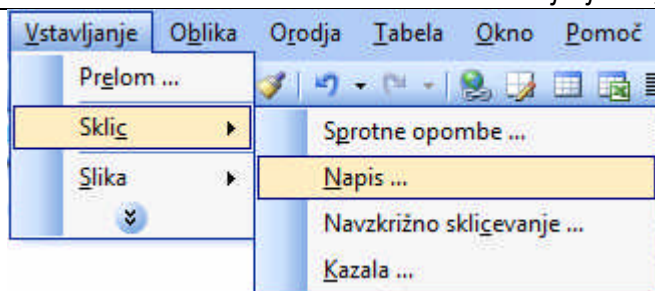 Vstavljanje Oblika Orodja Tabela Okno Pomoč
Prelom ...
Sklic
Slika
Sprotne opombe ...
Napis ...
Navzkrižno sklicevanje ...
Kazala ...